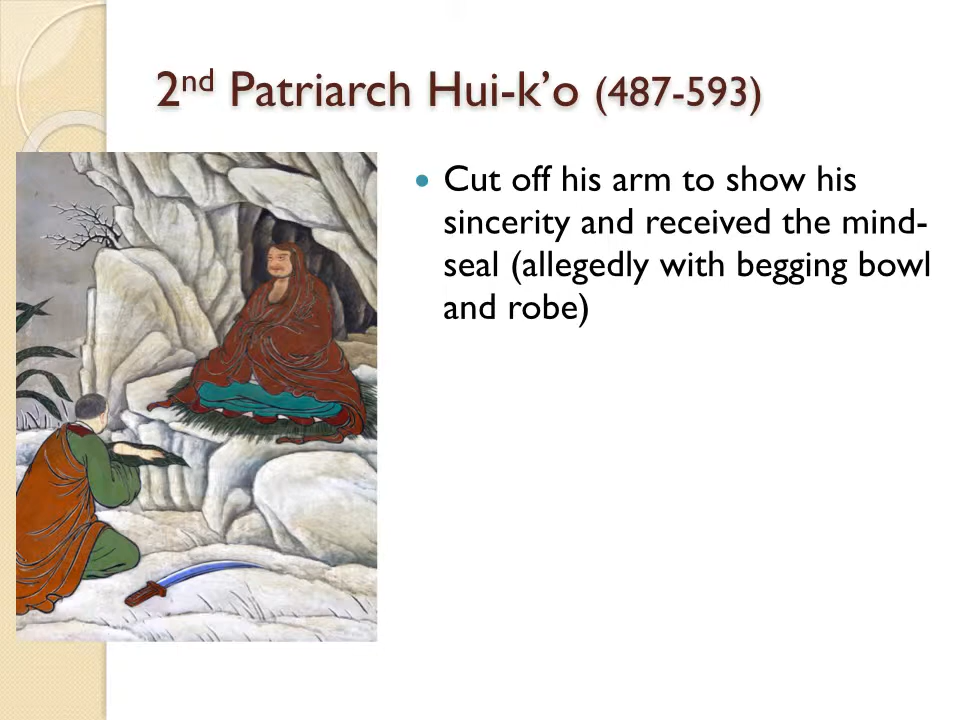 2nd Patriarch Hui-k’o (487-593)
Cut off his arm to show his
sincerity and received the mind-
seal (allegedly with begging bowl
and robe)